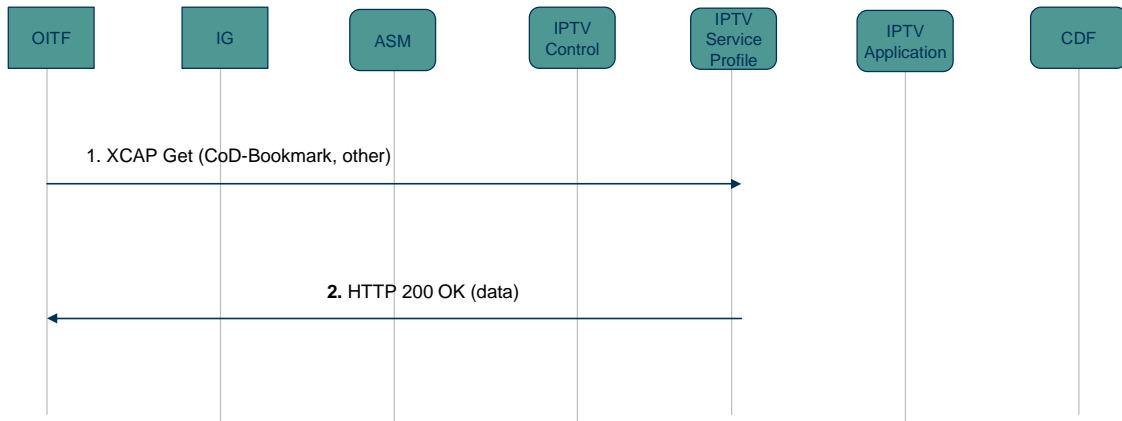 OITF
IG
ASM
IPTV
Control
IPTV
Service
Profile
IPTV
Application
CDF
1. XCAP Get (CoD-Bookmark, other)
2. HTTP 200 OK (data)